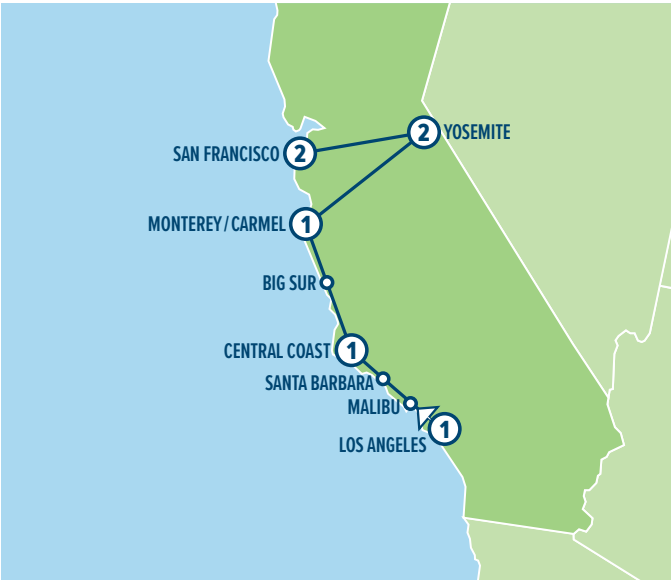 2 YOSEMITE
SAN FRANCISCO 2
MONTEREY / CARMEL 1
BIG SUR
CENTRAL COAST 1
SANTA BARBARA
MALIBU
1
LOS ANGELES